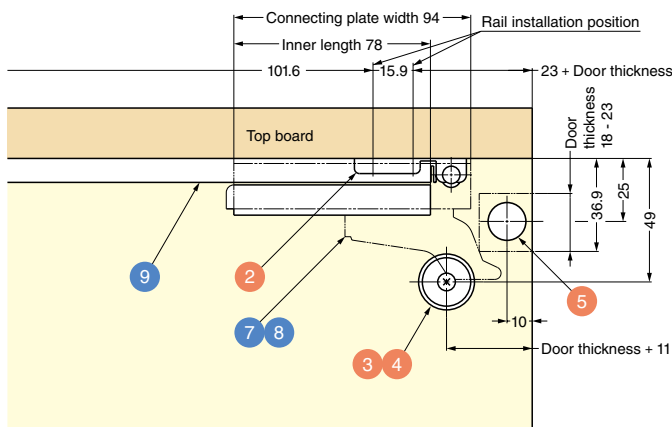 Connecting plate width 94
Rail installation position
Inner length 78
101.6
15.9
23 + Door thickness
Top board
Door
thickness
18 - 23
36.9
25
49
9
2
5
7 8
10
3 4
Door thickness + 11